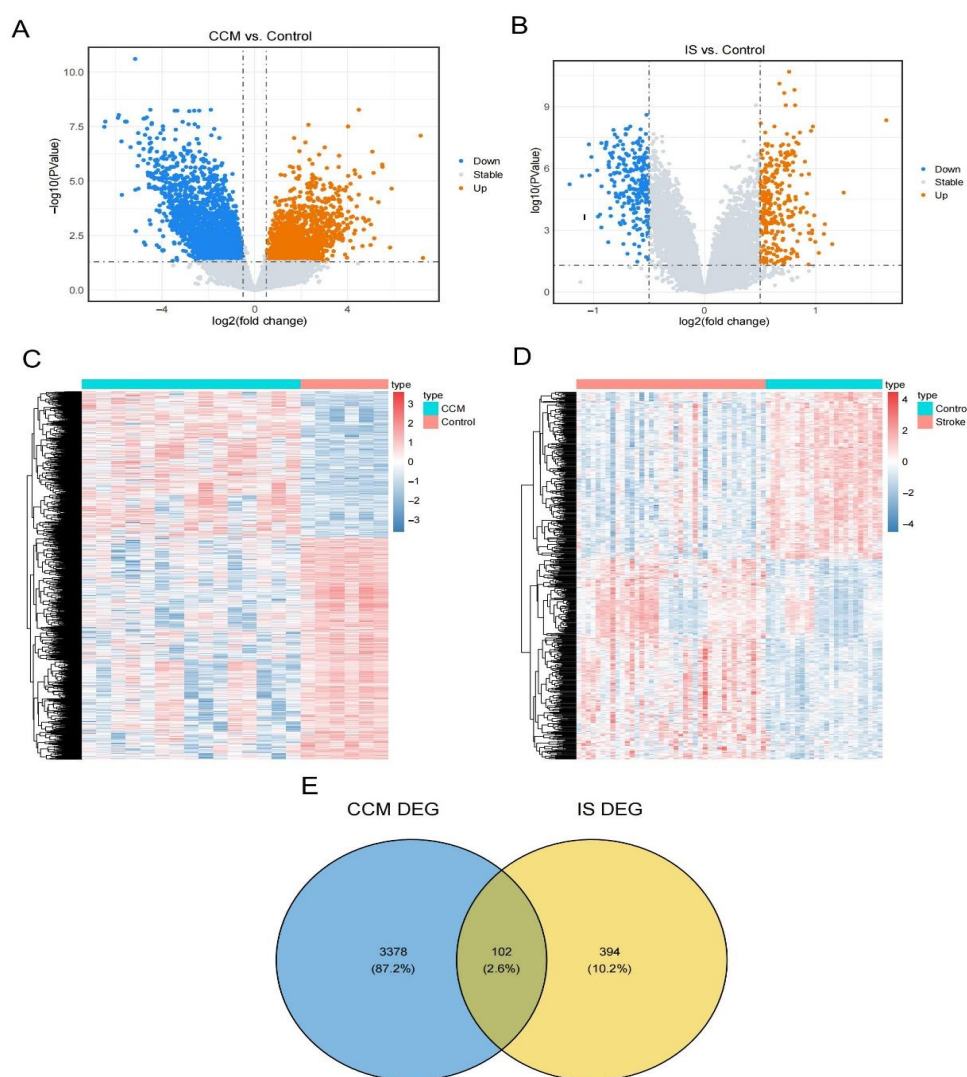 A
CCM vs. Control
10.0
7.5
5.0
2.5
0.0
−log10(PValue)
−4
0
4
log2(fold change)
Down
Stable
Up
B
IS vs. Control
9
6
3
0
log10(PValue)
−1
0
1
log2(fold change)
Down
Stable
Up
C
type
3
2
1
0
−1
−2
−3
type
CCM
Control
D
type
4
2
0
−2
−4
type
Contro
Stroke
E
CCM DEG
IS DEG
3378
(87.2%)
102
(2.6%)
394
(10.2%)